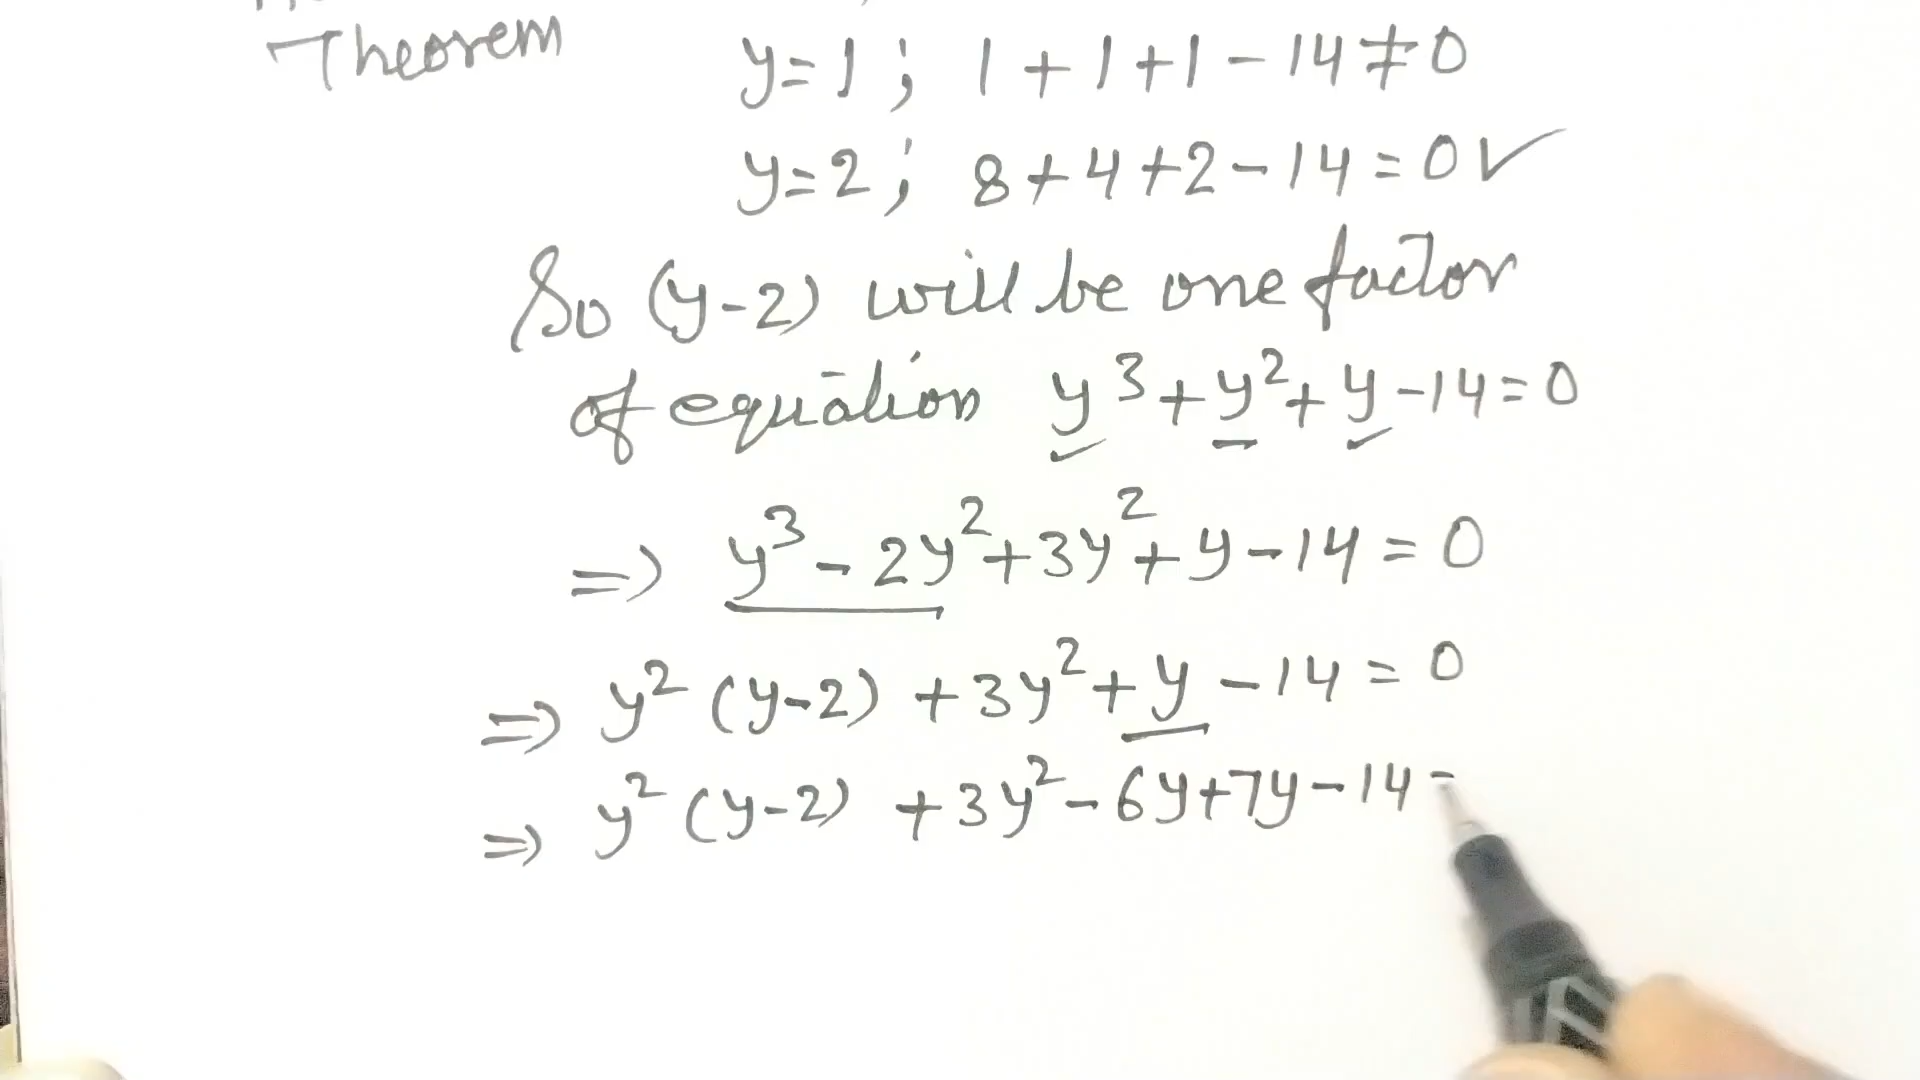 Theorem
y=1; 1+1+1-14≠0
y=2; 8+4+2-14=0✓
So (y-2) will be one factor
of equation y³+y²+y-14=0
=> y³-2y²+3y²+y-14=0
=> y²(y-2)+3y²+y-14=0
=> y²(y-2)+3y²-6y+7y-14=